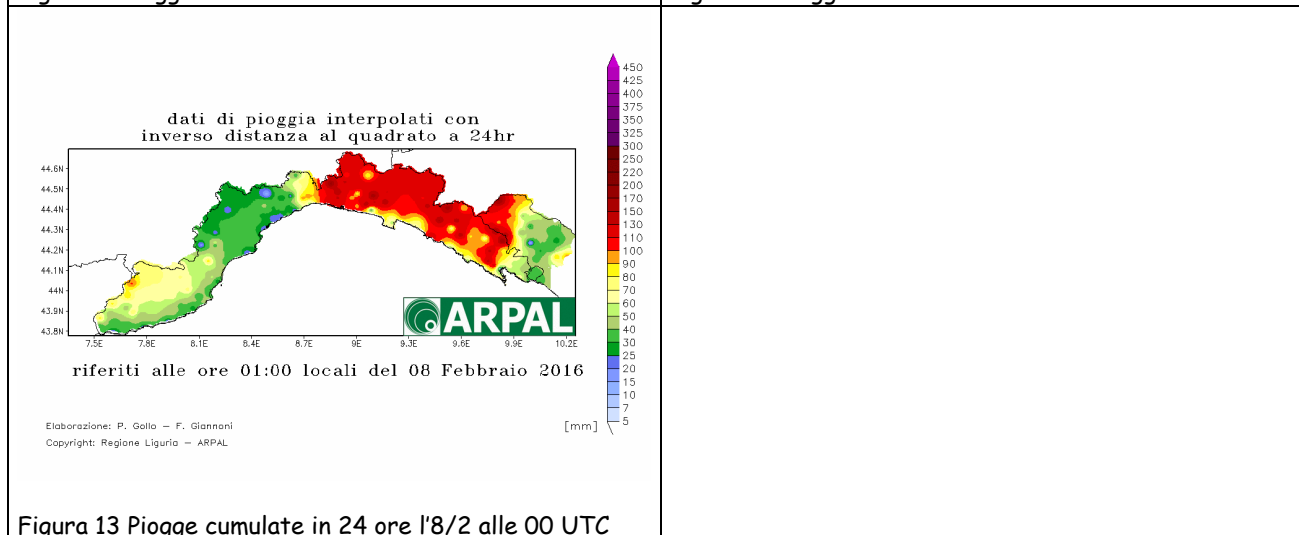 450
425
400
375
350
325
300
250
220
200
170
150
130
110
100
90
80
70
60
50
40
30
25
20
15
10
7
5
[mm]
dati di pioggia interpolati con
inverso distanza al quadrato a 24hr
44.6N
44.5N
44.4N
44.3N
44.2N
44.1N
44N
43.9N
43.8N
7.5E 7.8E 8.1E 8.4E 8.7E 9E 9.3E 9.6E 9.9E 10.2E
ARPAL
riferiti alle ore 01:00 locali del 08 Febbraio 2016
Elaborazione: P. Gollo – F. Giannoni
Copyright: Regione Liguria – ARPAL
Figura 13 Piogge cumulate in 24 ore l'8/2 alle 00 UTC